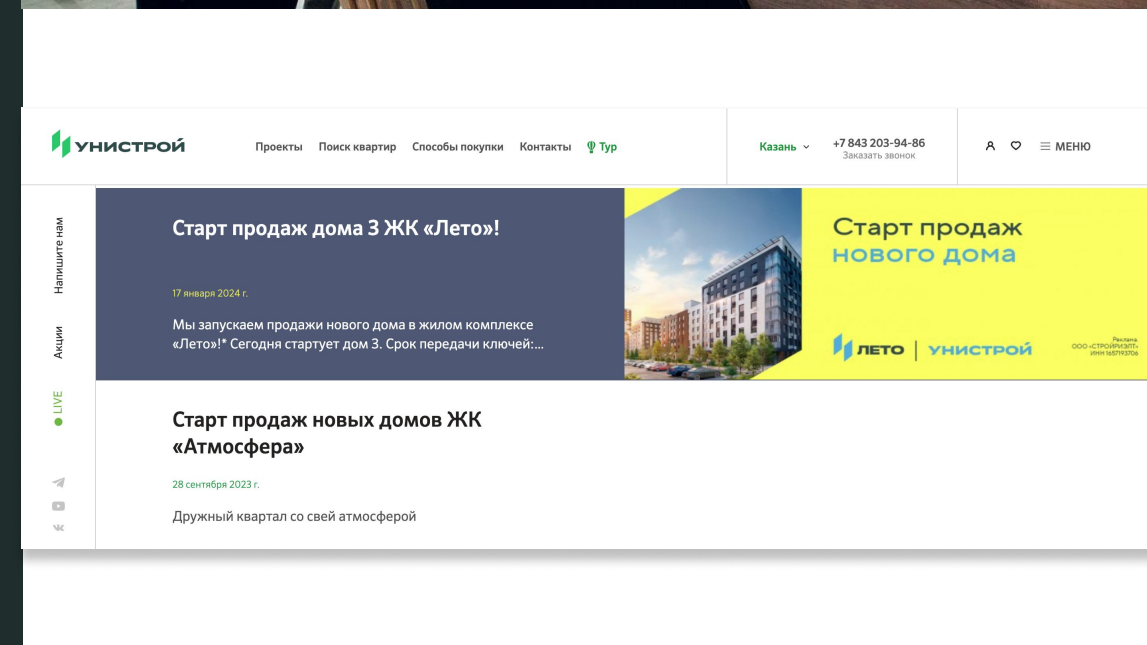 УНИСТРОЙ
Проекты Поиск квартир Способы покупки Контакты Тур
Казань
+7 843 203-94-86
Заказать звонок
МЕНЮ
Напишите нам
Акции
LIVE
Старт продаж дома 3 ЖК «Лето»!
17 января 2024 г.
Мы запускаем продажи нового дома в жилом комплексе
«Лето»!* Сегодня стартует дом 3. Срок передачи ключей:...
Старт продаж
нового дома
ЛЕТО | УНИСТРОЙ
Реклама.
ООО «СТРОЙРИЭЛТ»
ИНН 1657193706
Старт продаж новых домов ЖК
«Атмосфера»
28 сентября 2023 г.
Дружный квартал со свей атмосферой